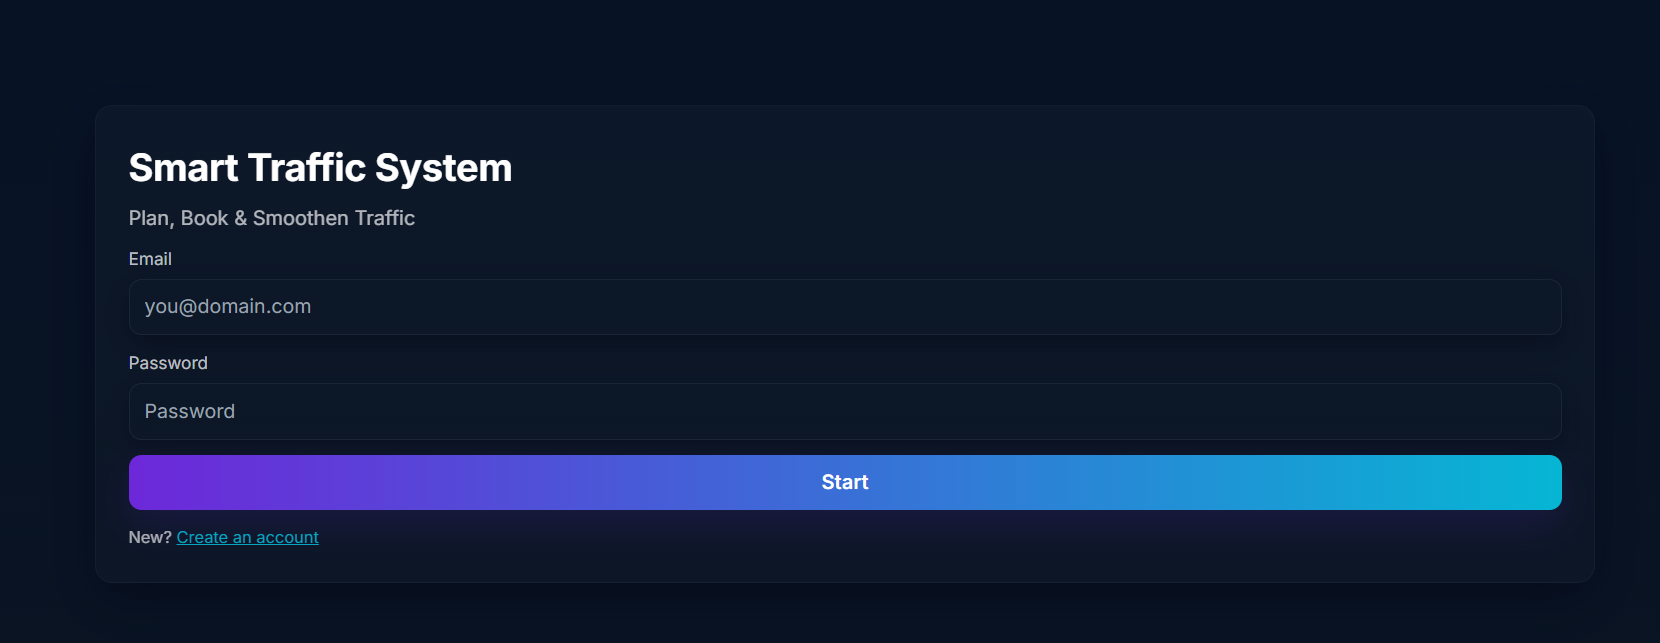 Smart Traffic System
Plan, Book & Smoothen Traffic
Email
you@domain.com
Password
Password
Start
New? Create an account